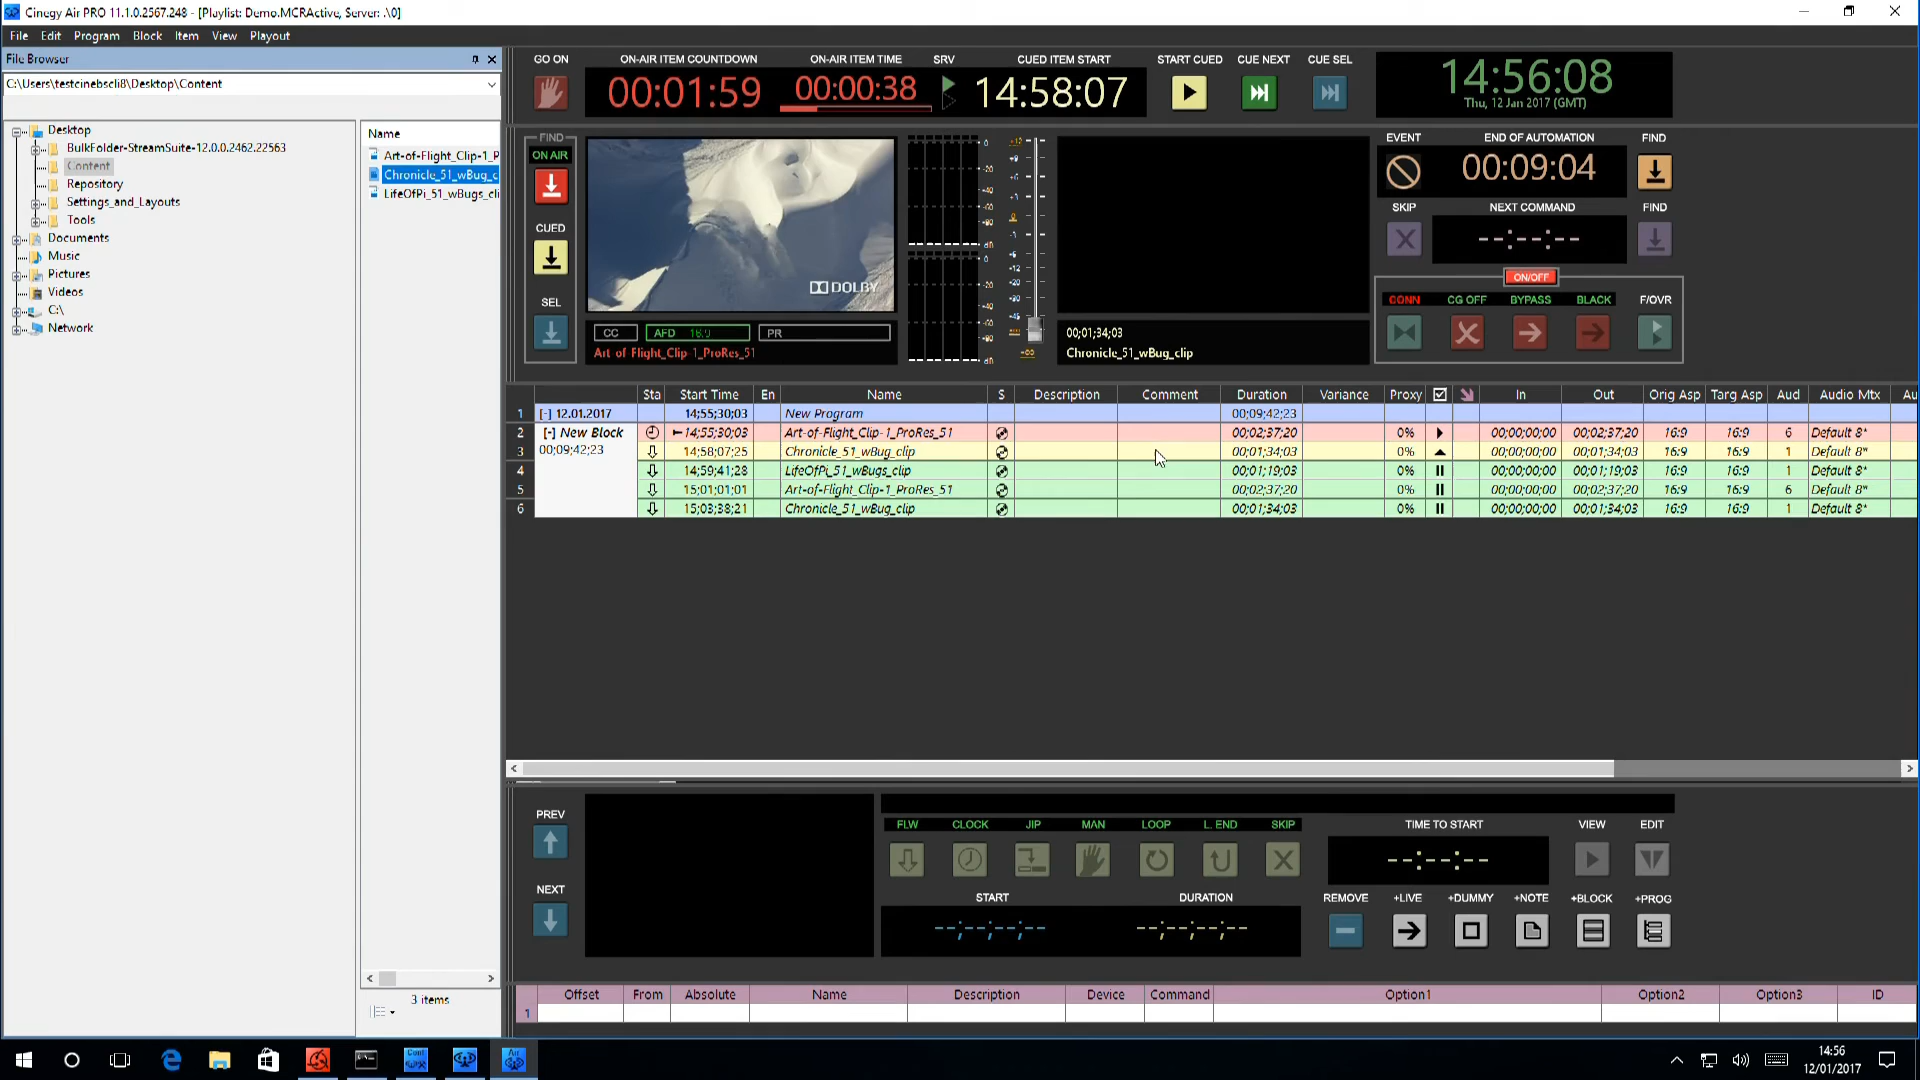 Cinegy Air PRO 11.1.0.2567.248 - [Playlist: Demo.MCRActive, Server: .\0]
File Edit Program Block Item View Playout
File Browser
C:\Users\testcinebscli8\Desktop\Content
Desktop
BulkFolder-StreamSuite-12.0.0.2462.22563
Content
Repository
Settings_and_Layouts
Tools
Documents
Music
Pictures
Videos
C:\
Network
Name
Art-of-Flight_Clip-1_P
Chronicle_51_wBug_c
LifeOfPi_51_wBugs_cli
3 items
GO ON ON-AIR ITEM COUNTDOWN ON-AIR ITEM TIME SRV CUED ITEM START START CUED CUE NEXT CUE SEL
00:01:59 00:00:38 14:58:07
14:56:08
Thu, 12 Jan 2017 (GMT)
FIND
ON AIR
CUED
SEL
DOLBY
CC AFD 16:9 PR
Art of Flight_Clip 1_ProRes_51
00;01;34;03
Chronicle_51_wBug_clip
EVENT END OF AUTOMATION FIND
00:09:04
SKIP NEXT COMMAND FIND
--:--:--
ON/OFF
CONN CG OFF BYPASS BLACK F/OVR
Sta Start Time En Name S Description Comment Duration Variance Proxy In Out Orig Asp Targ Asp Aud Audio Mtx Au
1 [-] 12.01.2017 14;55;30;03 New Program 00;09;42;23
2 [-] New Block 14;55;30;03 Art-of-Flight_Clip-1_ProRes_51 00;02;37;20 0% 00;00;00;00 00;02;37;20 16:9 16:9 6 Default 8*
3 00;09;42;23 14;58;07;25 Chronicle_51_wBug_clip 00;01;34;03 0% 00;00;00;00 00;01;34;03 16:9 16:9 1 Default 8*
4 14;59;41;28 LifeOfPi_51_wBugs_clip 00;01;19;03 0% 00;00;00;00 00;01;19;03 16:9 16:9 1 Default 8*
5 15;01;01;01 Art-of-Flight_Clip-1_ProRes_51 00;02;37;20 0% 00;00;00;00 00;02;37;20 16:9 16:9 6 Default 8*
6 15;03;38;21 Chronicle_51_wBug_clip 00;01;34;03 0% 00;00;00;00 00;01;34;03 16:9 16:9 1 Default 8*
PREV
NEXT
FLW CLOCK JIP MAN LOOP L. END SKIP
START DURATION
--;--;--;-- --;--;--;--
TIME TO START VIEW EDIT
--:--:--
REMOVE +LIVE +DUMMY +NOTE +BLOCK +PROG
Offset From Absolute Name Description Device Command Option1 Option2 Option3 ID
1
14:56
12/01/2017